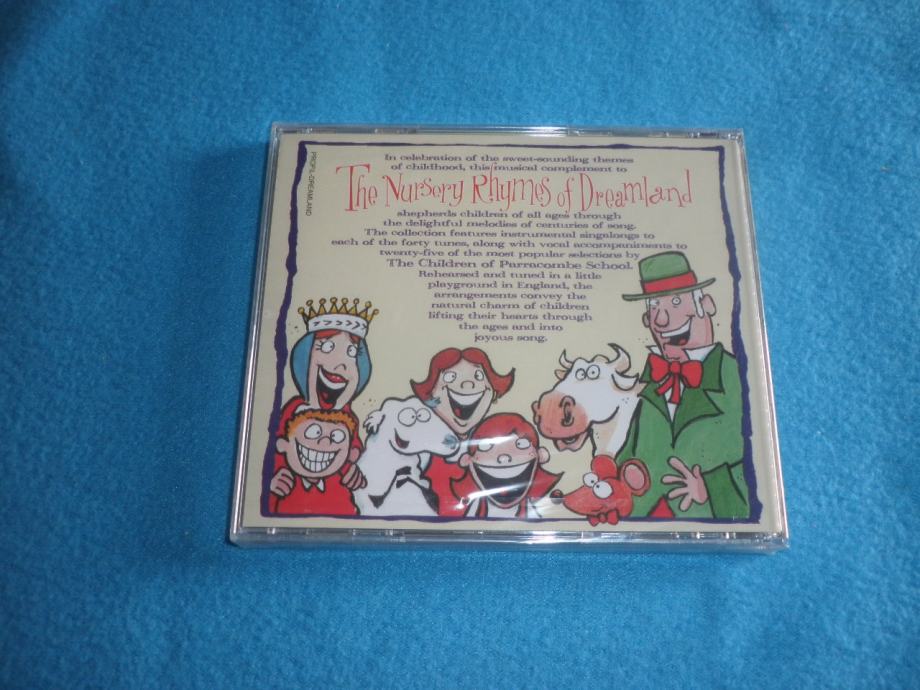 In celebration of the sweet-sounding themes
of childhood, this musical complement to
The Nursery Rhymes of Dreamland
shepherds children of all ages through
the delightful melodies of centuries of song.
The collection features instrumental singalongs to
each of the forty tunes, along with vocal accompaniments to
twenty-five of the most popular selections by
The Children of Parracombe School.
Rehearsed and tuned in a little
playground in England, the
arrangements convey the
natural charm of children
lifting their hearts through
the ages and into
joyous song.